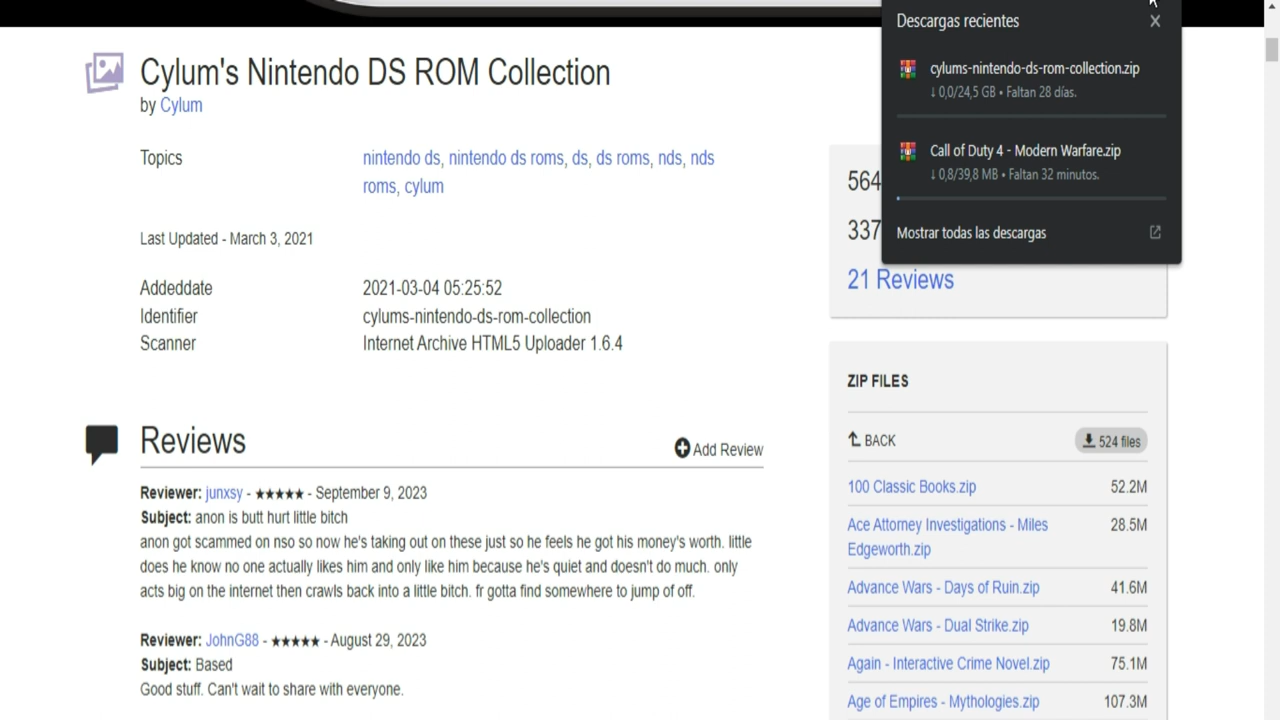 Cylum's Nintendo DS ROM Collection
by Cylum
Topics
nintendo ds, nintendo ds roms, ds, ds roms, nds, nds
roms, cylum
Last Updated - March 3, 2021
Addeddate 2021-03-04 05:25:52
Identifier cylums-nintendo-ds-rom-collection
Scanner Internet Archive HTML5 Uploader 1.6.4
Reviews
Add Review
Reviewer: junxsy - ★★★★★ - September 9, 2023
Subject: anon is butt hurt little bitch
anon got scammed on nso so now he's taking out on these just so he feels he got his money's worth. little
does he know no one actually likes him and only like him because he's quiet and doesn't do much. only
acts big on the internet then crawls back into a little bitch. fr gotta find somewhere to jump of off.
Reviewer: JohnG88 - ★★★★★ - August 29, 2023
Subject: Based
Good stuff. Can't wait to share with everyone.
Descargas recientes
cylums-nintendo-ds-rom-collection.zip
↓ 0,0/24,5 GB • Faltan 28 días.
Call of Duty 4 - Modern Warfare.zip
↓ 0,8/39,8 MB • Faltan 32 minutos.
Mostrar todas las descargas
564
337
21 Reviews
ZIP FILES
BACK
524 files
100 Classic Books.zip 52.2M
Ace Attorney Investigations - Miles 28.5M
Edgeworth.zip
Advance Wars - Days of Ruin.zip 41.6M
Advance Wars - Dual Strike.zip 19.8M
Again - Interactive Crime Novel.zip 75.1M
Age of Empires - Mythologies.zip 107.3M